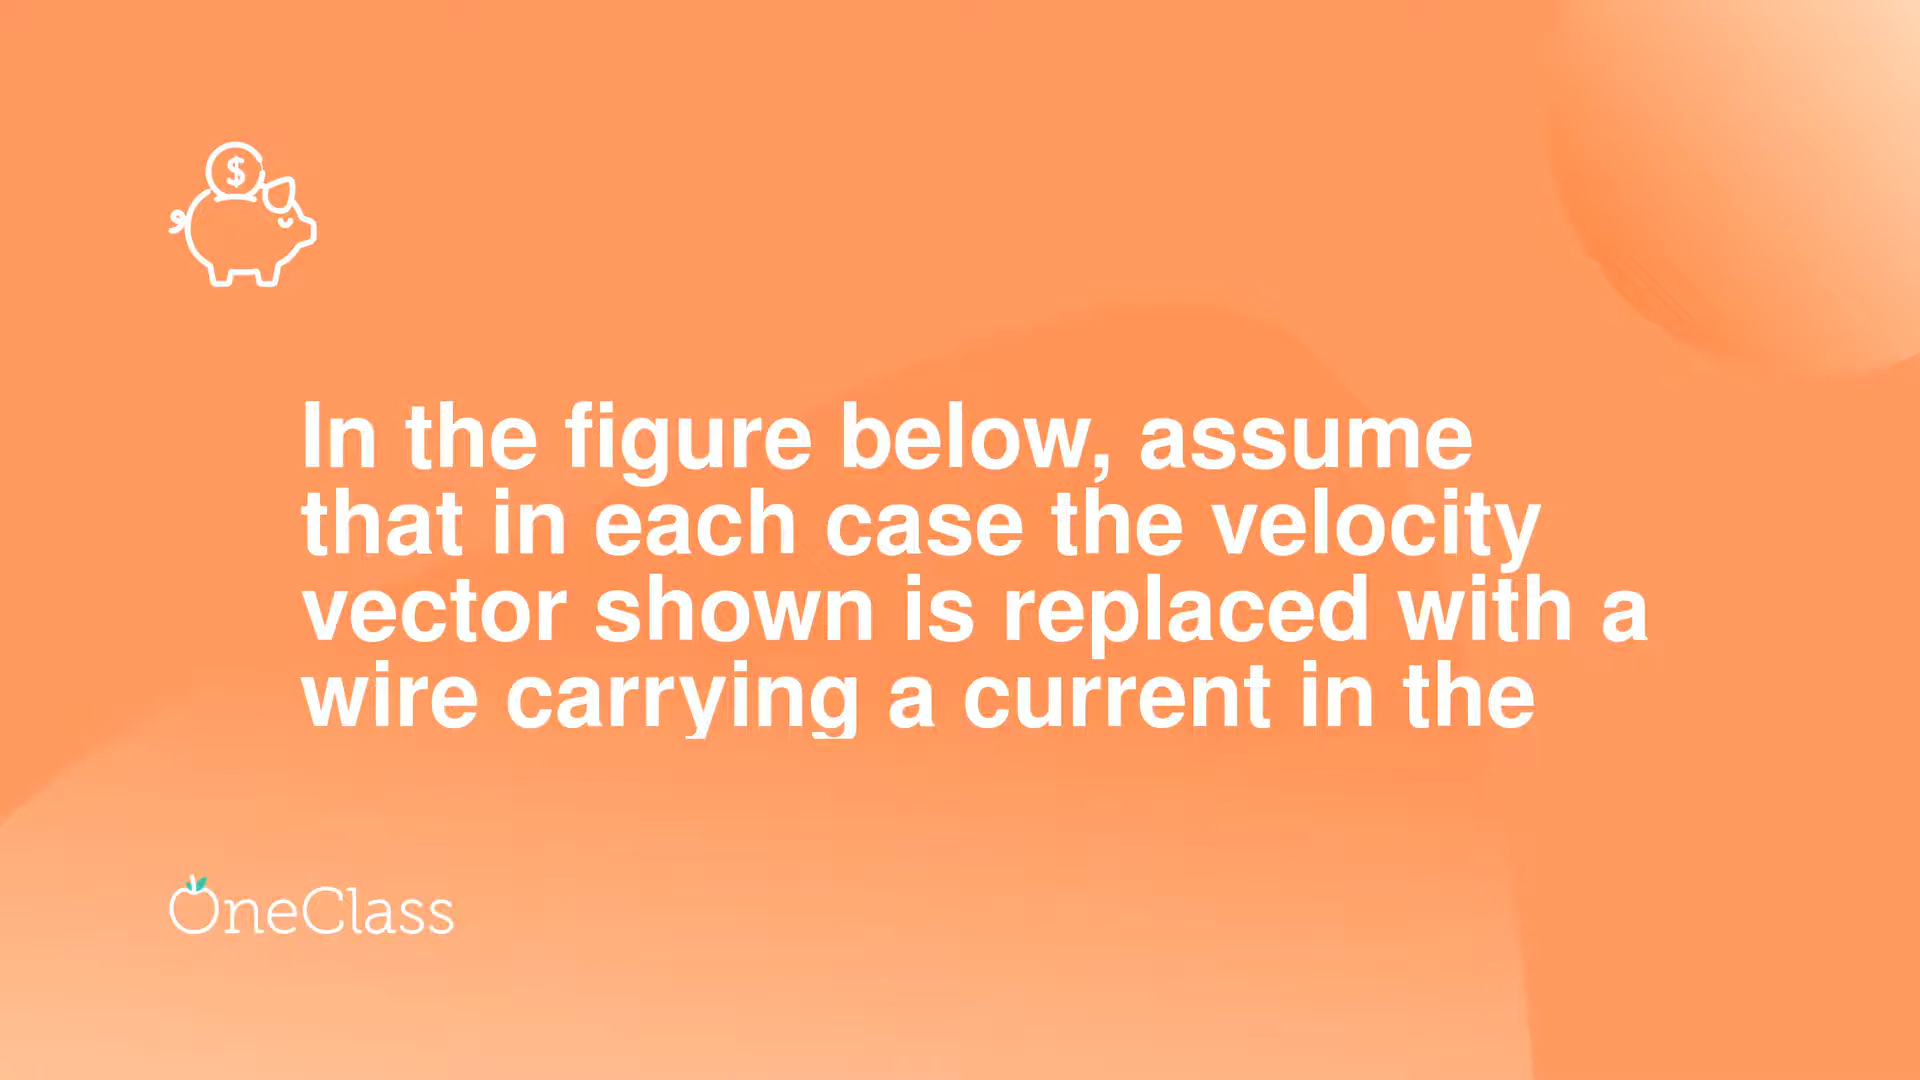 $
In the figure below, assume
that in each case the velocity
vector shown is replaced with a
wire carrying a current in the
OneClass